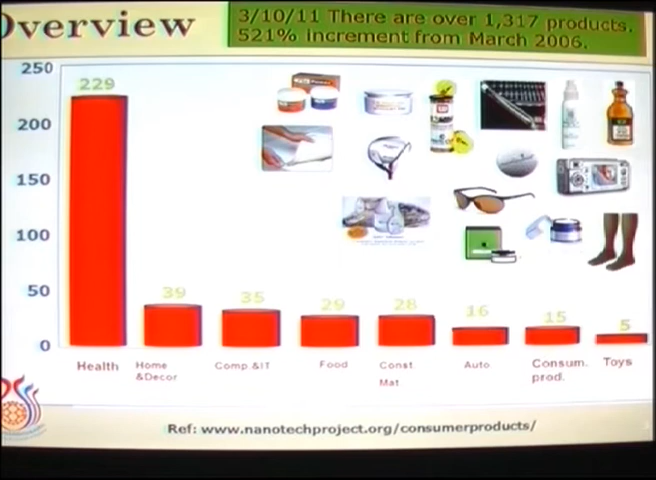 Overview
3/10/11 There are over 1,317 products.
521% increment from March 2006.
250
200
150
100
50
0
229
39
35
29
28
16
15
5
Health
Home
&Decor
Comp &IT
Food
Const
Mat
Auto
Consum.
prod.
Toys
Ref: www.nanotechproject.org/consumerproducts/